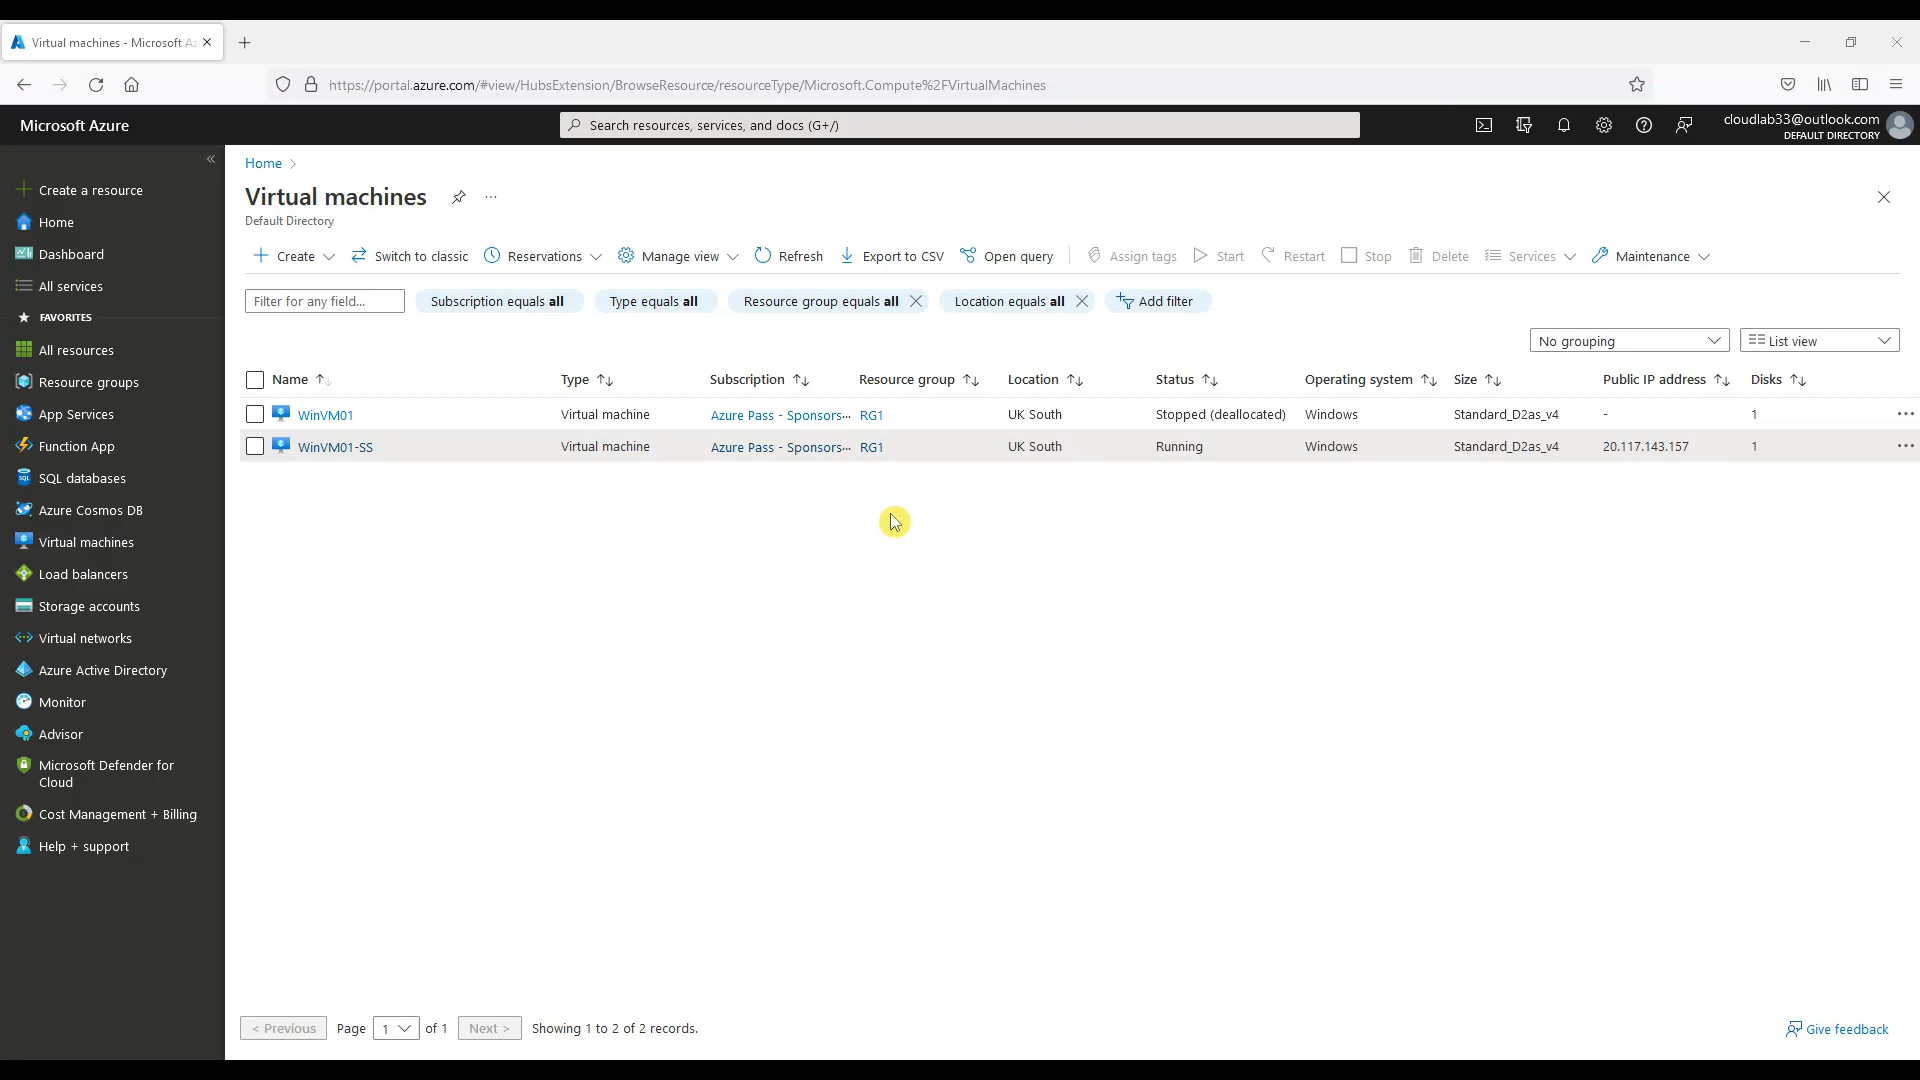 Virtual machines - Microsoft Az
https://portal.azure.com/#view/HubsExtension/BrowseResource/resourceType/Microsoft.Compute%2FVirtualMachines
Microsoft Azure
Search resources, services, and docs (G+/)
cloudlab33@outlook.com
DEFAULT DIRECTORY
Create a resource
Home
Dashboard
All services
FAVORITES
All resources
Resource groups
App Services
Function App
SQL databases
Azure Cosmos DB
Virtual machines
Load balancers
Storage accounts
Virtual networks
Azure Active Directory
Monitor
Advisor
Microsoft Defender for
Cloud
Cost Management + Billing
Help + support
Home
Virtual machines
Default Directory
Create Switch to classic Reservations Manage view Refresh Export to CSV Open query Assign tags Start Restart Stop Delete Services Maintenance
Filter for any field... Subscription equals all Type equals all Resource group equals all Location equals all Add filter
No grouping List view
Name Type Subscription Resource group Location Status Operating system Size Public IP address Disks
WinVM01 Virtual machine Azure Pass - Sponsors... RG1 UK South Stopped (deallocated) Windows Standard_D2as_v4 - 1
WinVM01-SS Virtual machine Azure Pass - Sponsors... RG1 UK South Running Windows Standard_D2as_v4 20.117.143.157 1
< Previous Page 1 of 1 Next > Showing 1 to 2 of 2 records.
Give feedback